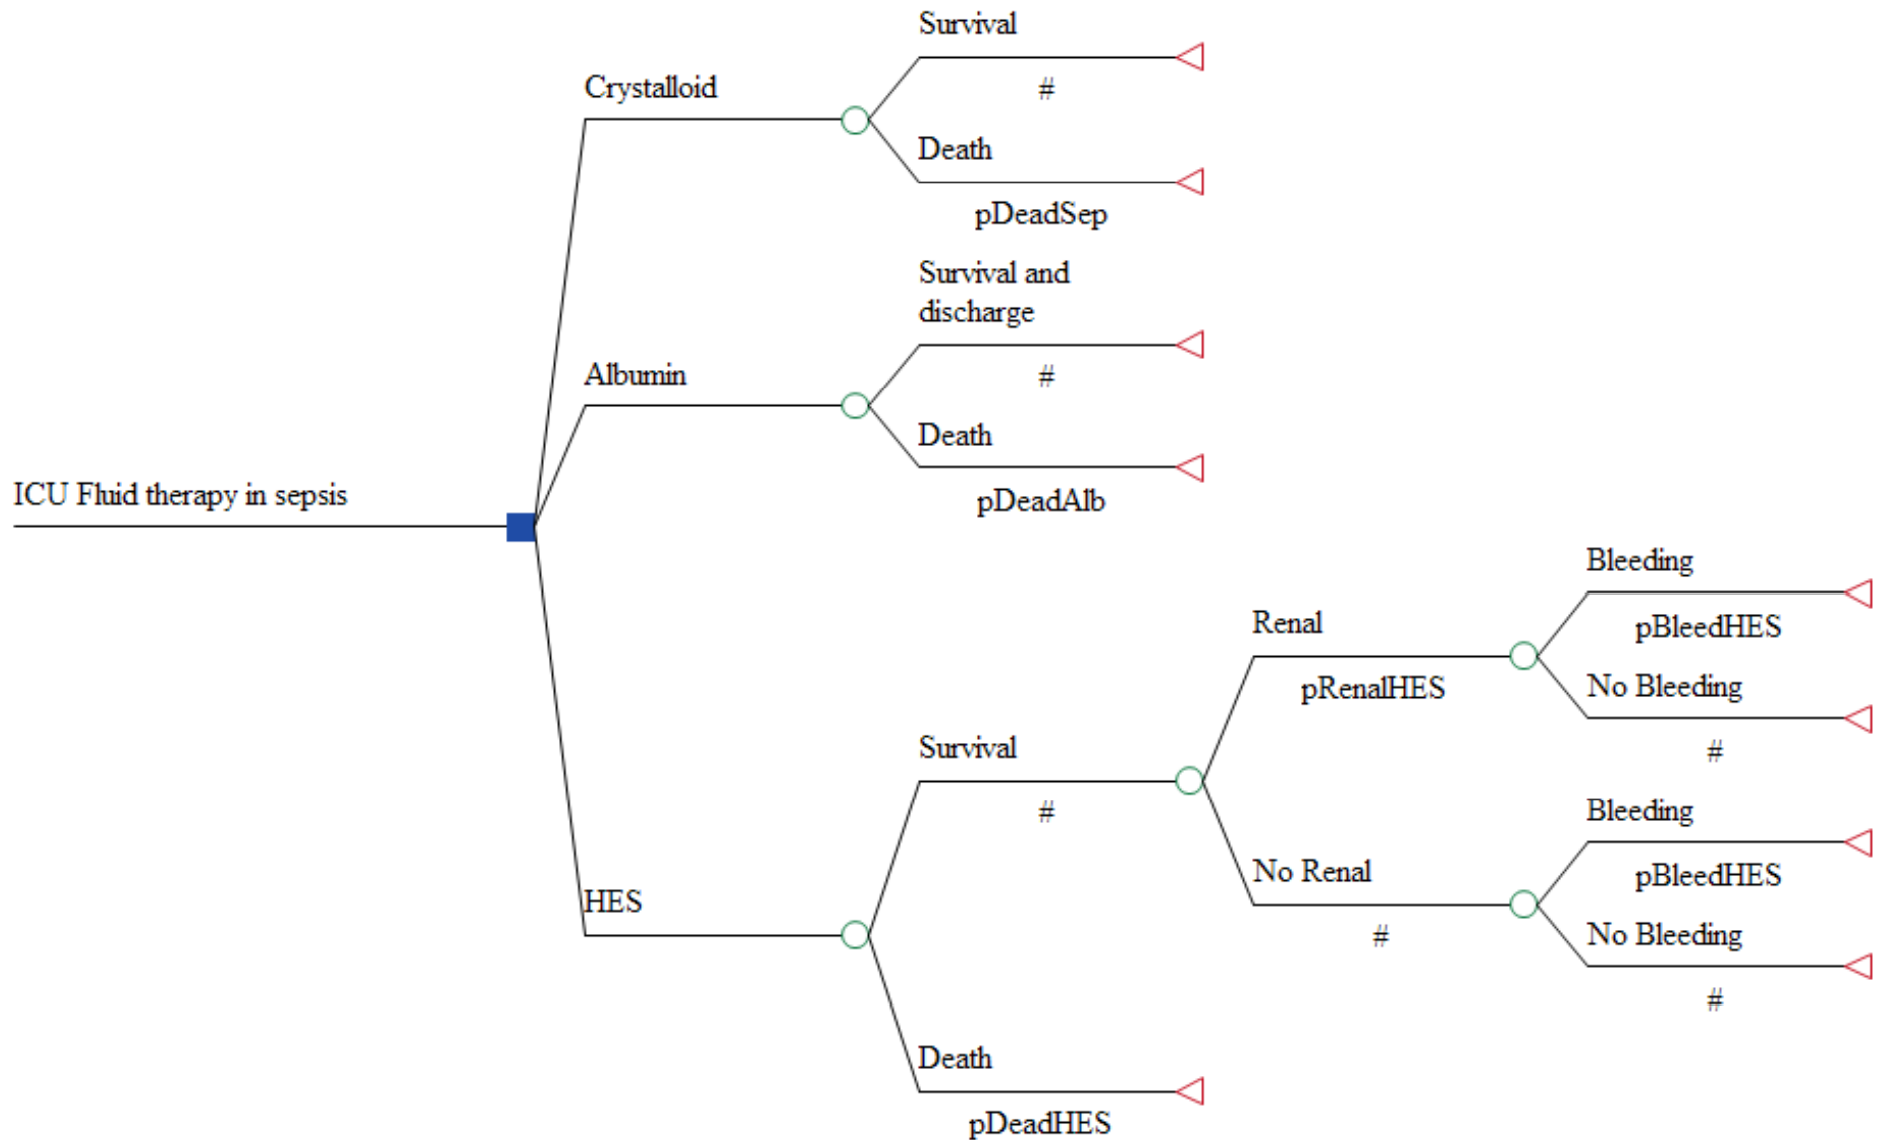 Survival
#
Crystalloid
Death
pDeadSep
Survival and
discharge
#
Albumin
Death
pDeadAlb
ICU Fluid therapy in sepsis
Bleeding
pBleedHES
Renal
pRenalHES
No Bleeding
#
Survival
#
Bleeding
pBleedHES
No Renal
#
No Bleeding
#
HES
Death
pDeadHES